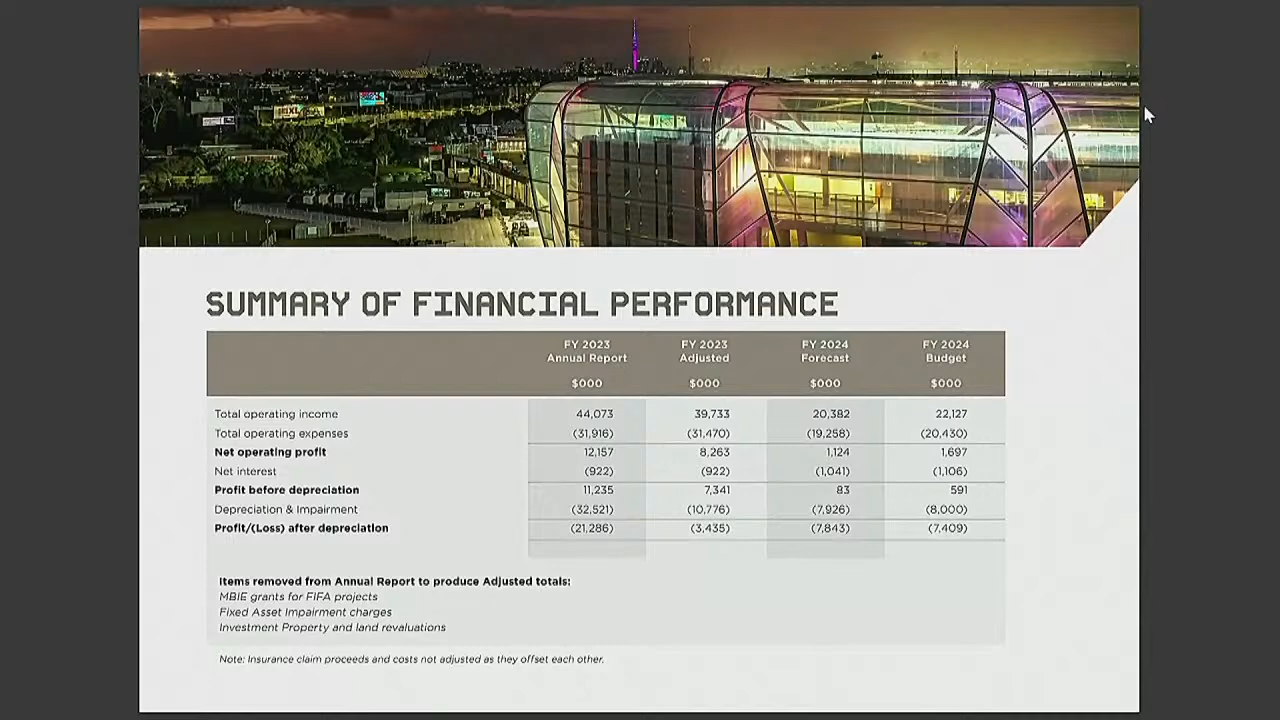 SUMMARY OF FINANCIAL PERFORMANCE
FY 2023 Annual Report $000 FY 2023 Adjusted $000 FY 2024 Forecast $000 FY 2024 Budget $000
Total operating income 44,073 39,733 20,382 22,127
Total operating expenses (31,916) (31,470) (19,258) (20,430)
Net operating profit 12,157 8,263 1,124 1,697
Net interest (922) (922) (1,041) (1,106)
Profit before depreciation 11,235 7,341 83 591
Depreciation & Impairment (32,521) (10,776) (7,926) (8,000)
Profit/(Loss) after depreciation (21,286) (3,435) (7,843) (7,409)
Items removed from Annual Report to produce Adjusted totals:
MBIE grants for FIFA projects
Fixed Asset Impairment charges
Investment Property and land revaluations
Note: Insurance claim proceeds and costs not adjusted as they offset each other.